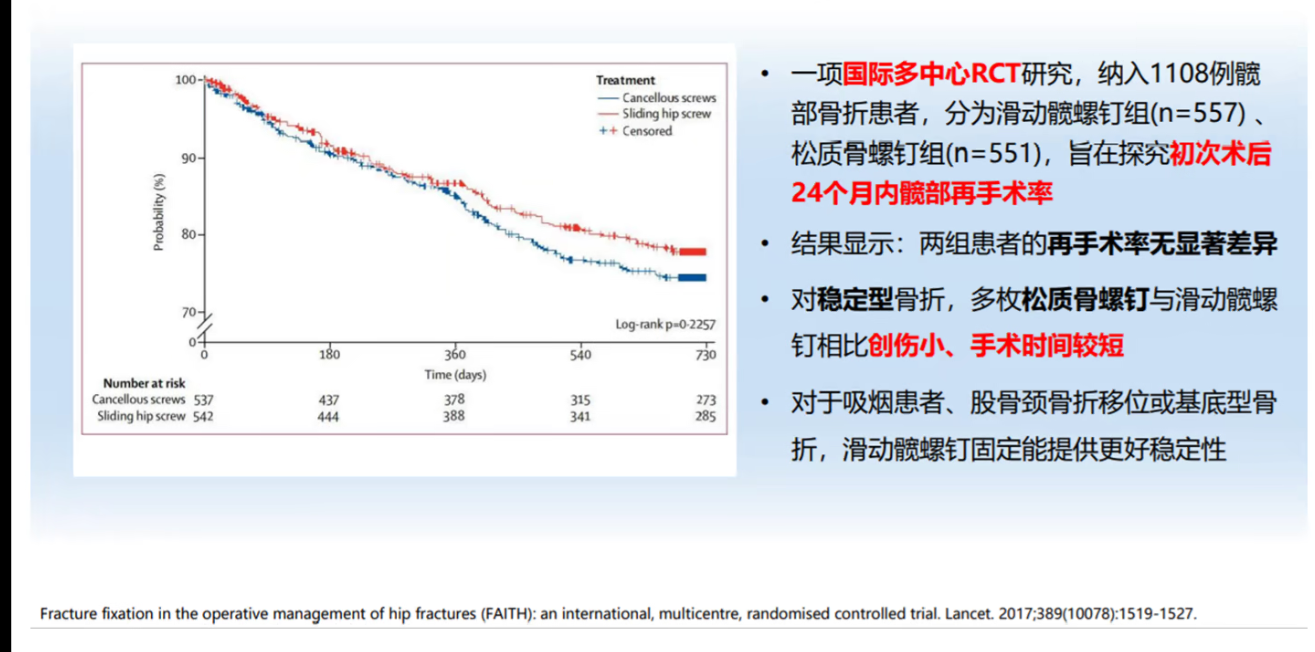 100
90
80
70
0
Probability (%)
Treatment
Cancellous screws
Sliding hip screw
Censored
Log-rank p=0·2257
0 180 360 540 730
Time (days)
Number at risk
Cancellous screws 537 437 378 315 273
Sliding hip screw 542 444 388 341 285
• 一项国际多中心RCT研究，纳入1108例髋
部骨折患者，分为滑动髋螺钉组(n=557) 、
松质骨螺钉组(n=551)，旨在探究初次术后
24个月内髋部再手术率
• 结果显示：两组患者的再手术率无显著差异
• 对稳定型骨折，多枚松质骨螺钉与滑动髋螺
钉相比创伤小、手术时间较短
• 对于吸烟患者、股骨颈骨折移位或基底型骨
折，滑动髋螺钉固定能提供更好稳定性
Fracture fixation in the operative management of hip fractures (FAITH): an international, multicentre, randomised controlled trial. Lancet. 2017;389(10078):1519-1527.